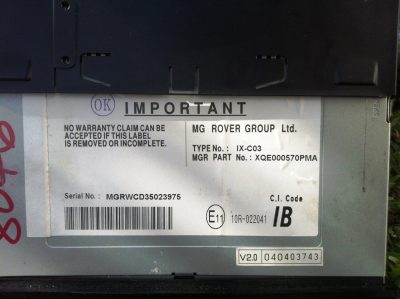 OK IMPORTANT
NO WARRANTY CLAIM CAN BE
ACCEPTED IF THIS LABEL
IS REMOVED OR INCOMPLETE.
MG ROVER GROUP Ltd.
TYPE No.: IX-C03
MGR PART No.: XQE000570PMA
Serial No.: MGRWCD35023975
C.I. Code
E11 10R-022041 IB
V2.0 040403743